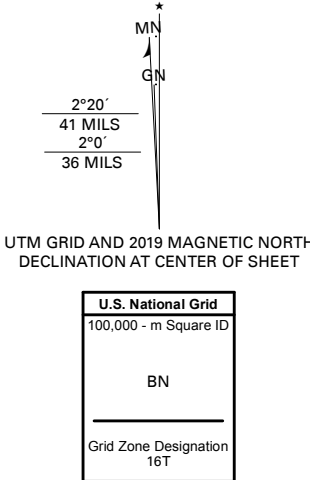 MN
GN
2°20´
41 MILS
2°0´
36 MILS
UTM GRID AND 2019 MAGNETIC NORTH
DECLINATION AT CENTER OF SHEET
U.S. National Grid
100,000 - m Square ID
BN
Grid Zone Designation
16T